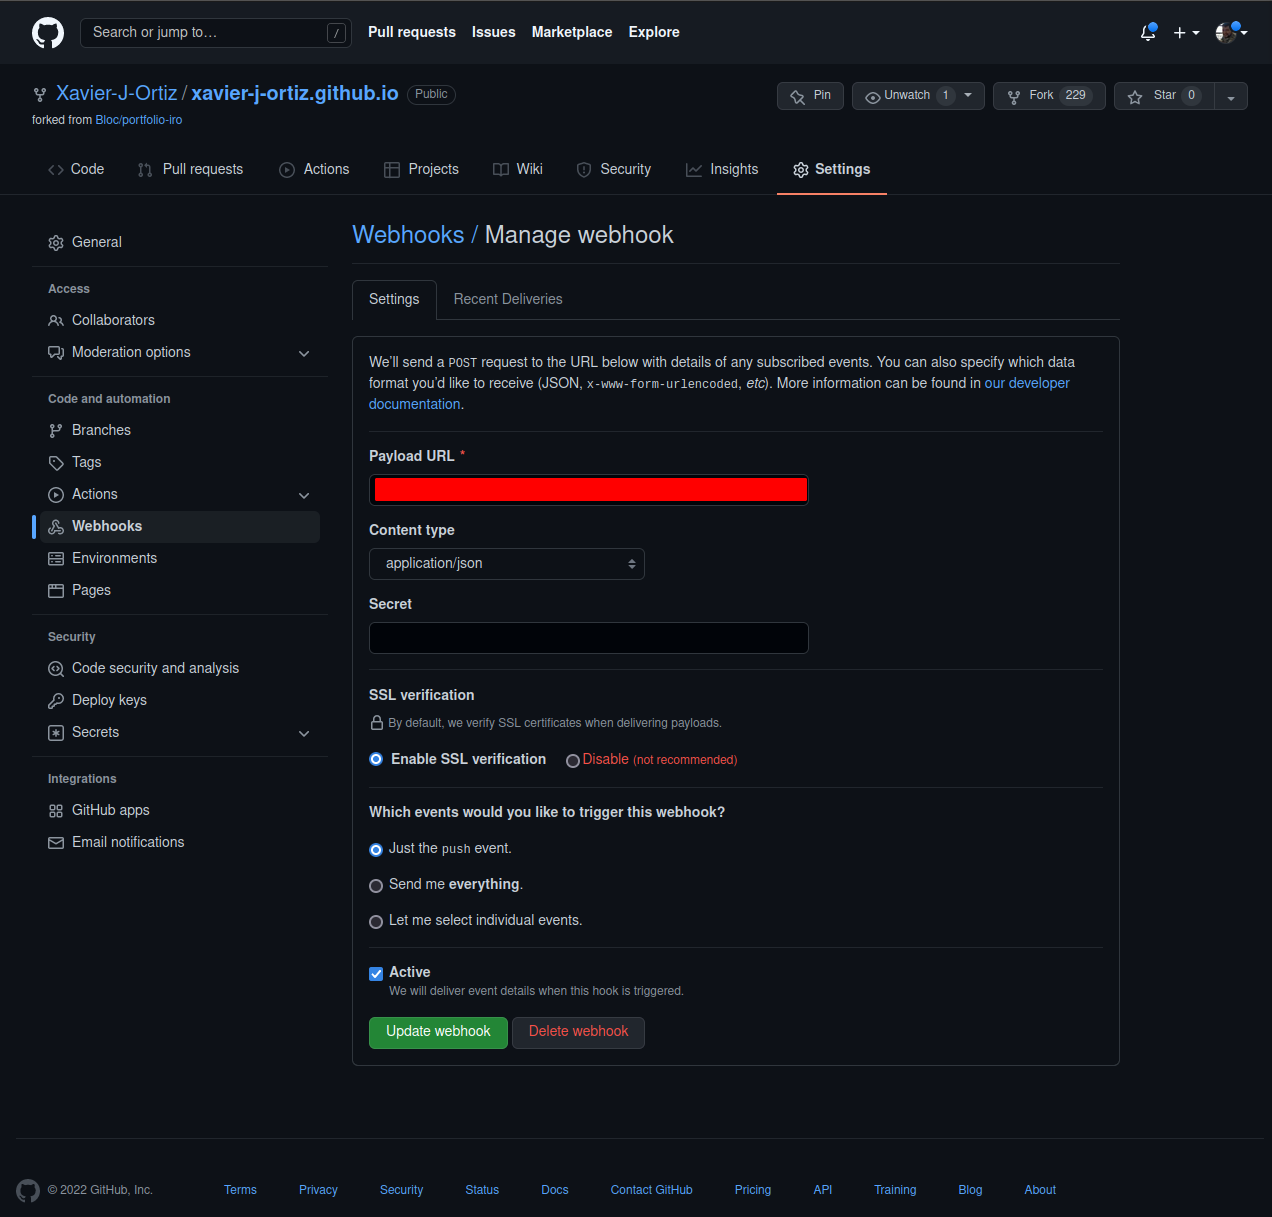 Search or jump to…
/
Pull requests
Issues
Marketplace
Explore
Xavier-J-Ortiz / xavier-j-ortiz.github.io
Public
forked from Bloc/portfolio-iro
Pin
Unwatch 1
Fork 229
Star 0
Code
Pull requests
Actions
Projects
Wiki
Security
Insights
Settings
General
Access
Collaborators
Moderation options
Code and automation
Branches
Tags
Actions
Webhooks
Environments
Pages
Security
Code security and analysis
Deploy keys
Secrets
Integrations
GitHub apps
Email notifications
Webhooks / Manage webhook
Settings
Recent Deliveries
We’ll send a POST request to the URL below with details of any subscribed events. You can also specify which data
format you’d like to receive (JSON, x-www-form-urlencoded, etc). More information can be found in our developer
documentation.
Payload URL *
Content type
application/json
Secret
SSL verification
By default, we verify SSL certificates when delivering payloads.
Enable SSL verification
Disable (not recommended)
Which events would you like to trigger this webhook?
Just the push event.
Send me everything.
Let me select individual events.
Active
We will deliver event details when this hook is triggered.
Update webhook
Delete webhook
© 2022 GitHub, Inc.
Terms
Privacy
Security
Status
Docs
Contact GitHub
Pricing
API
Training
Blog
About